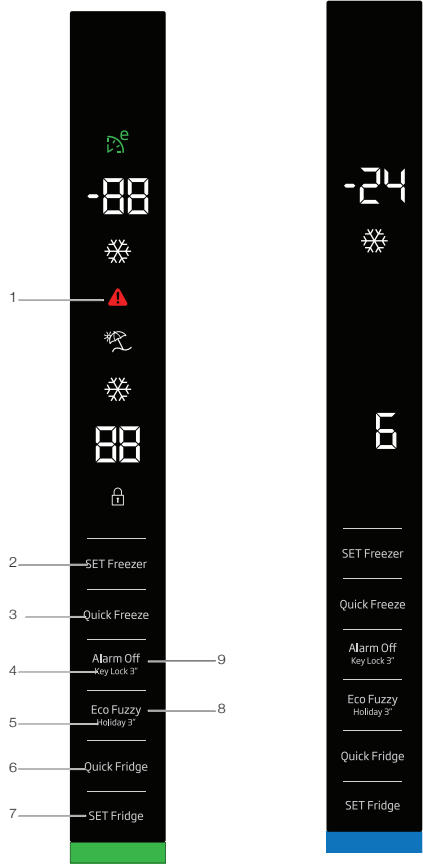 e
-88
1
88
2 SET Freezer
3 Quick Freeze
Alarm Off 9
4 Key Lock 3"
Eco Fuzzy 8
5 Holiday 3"
6 Quick Fridge
7 SET Fridge
-24
6
SET Freezer
Quick Freeze
Alarm Off
Key Lock 3"
Eco Fuzzy
Holiday 3"
Quick Fridge
SET Fridge